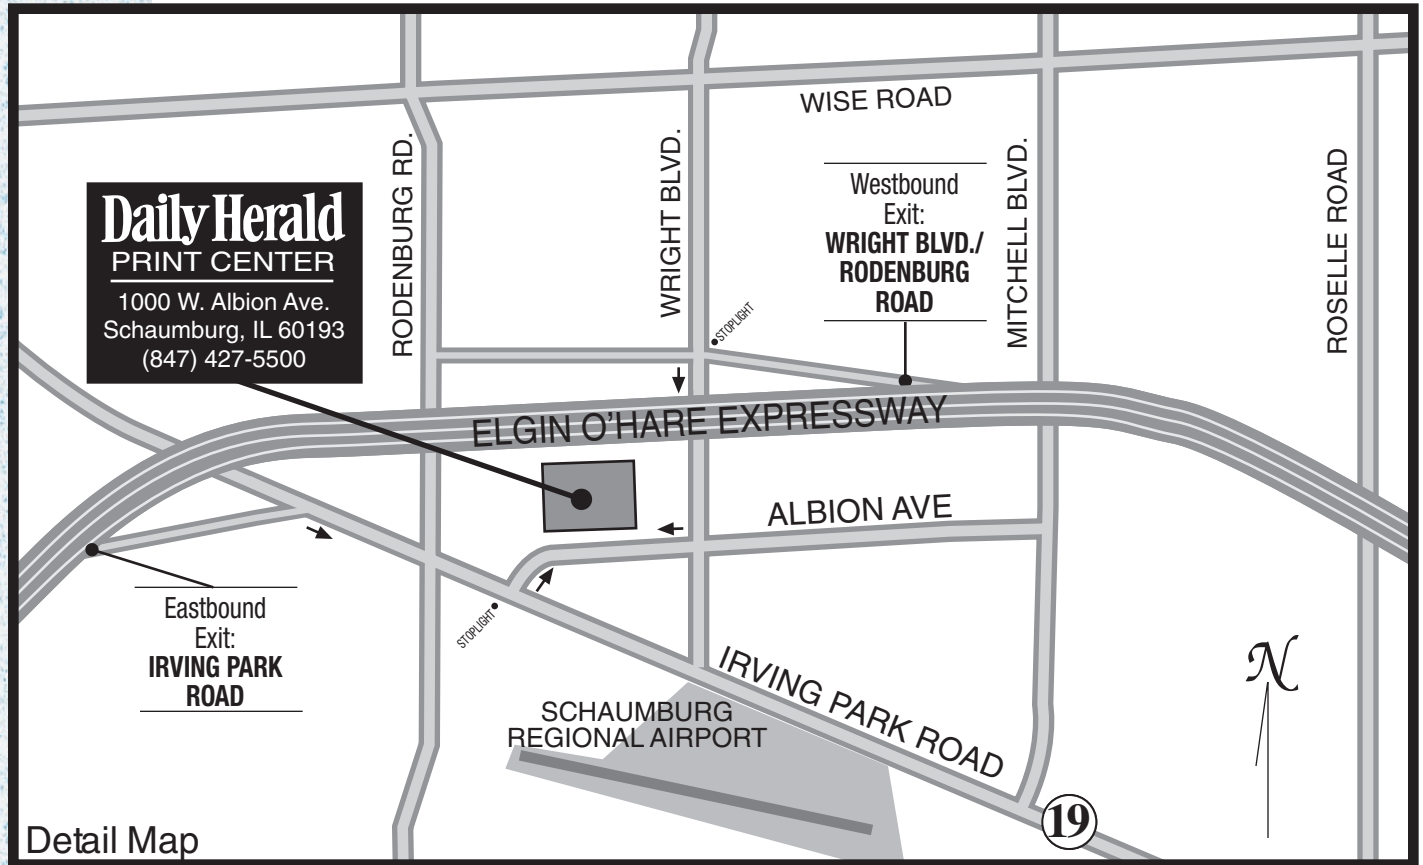 WISE ROAD
RODENBURG RD.
WRIGHT BLVD.
MITCHELL BLVD.
ROSELLE ROAD
Daily Herald
PRINT CENTER
1000 W. Albion Ave.
Schaumburg, IL 60193
(847) 427-5500
Westbound
Exit:
WRIGHT BLVD./
RODENBURG
ROAD
STOPLIGHT
ELGIN O’HARE EXPRESSWAY
ALBION AVE
Eastbound
Exit:
IRVING PARK
ROAD
STOPLIGHT
IRVING PARK ROAD
SCHAUMBURG
REGIONAL AIRPORT
N
19
Detail Map